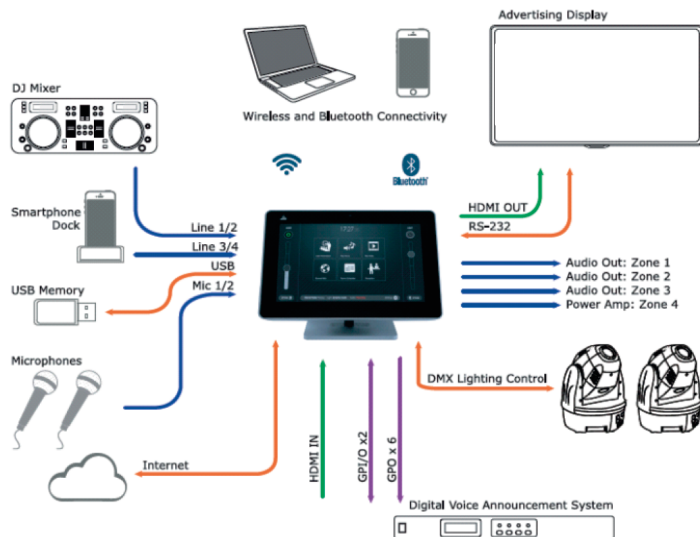 Advertising Display
DJ Mixer
Wireless and Bluetooth Connectivity
Bluetooth
Smartphone
Dock
Line 1/2
Line 3/4
USB
Mic 1/2
USB Memory
HDMI OUT
RS-232
Audio Out: Zone 1
Audio Out: Zone 2
Audio Out: Zone 3
Power Amp: Zone 4
17:27
Microphones
DMX Lighting Control
Internet
HDMI IN
GPI/O x2
GPO x 6
Digital Voice Announcement System